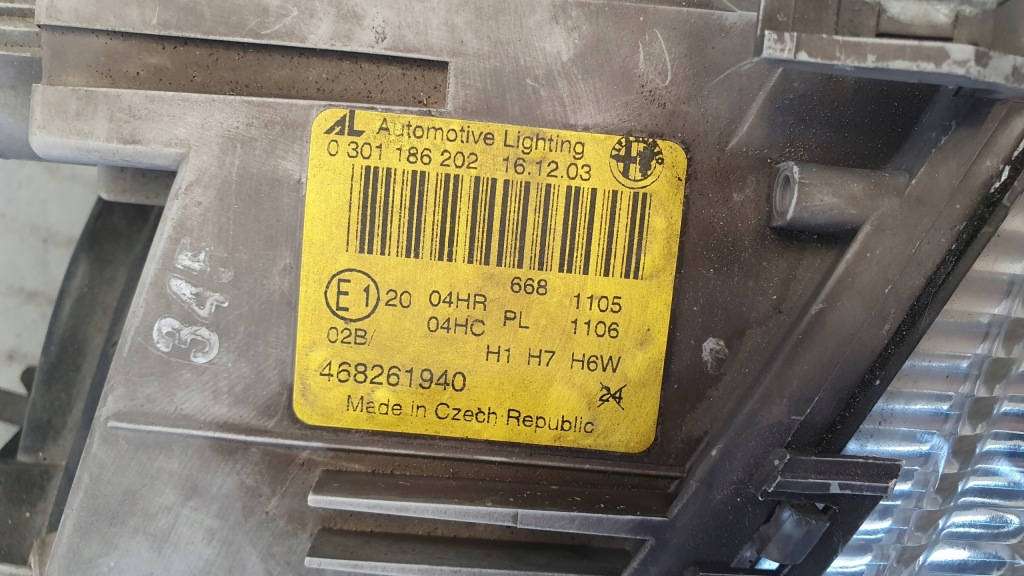 AL Automotive Lighting
0 301 186 202 16.12.03
668
E1 20 04HR PL 1105
04HC 1106
02B/
H1 H7 H6W
468261940
24
Made in Czech Republic